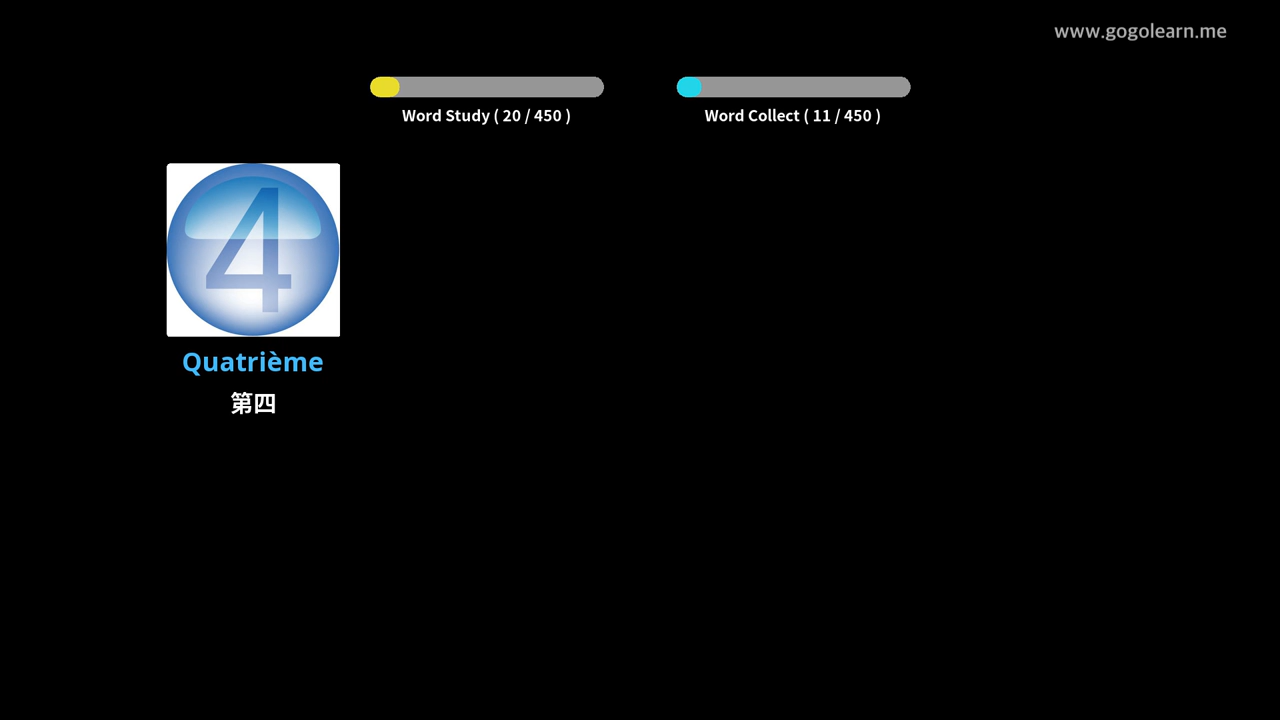 www.gogolearn.me
Word Study ( 20 / 450 )
Word Collect ( 11 / 450 )
4
Quatrième
第四